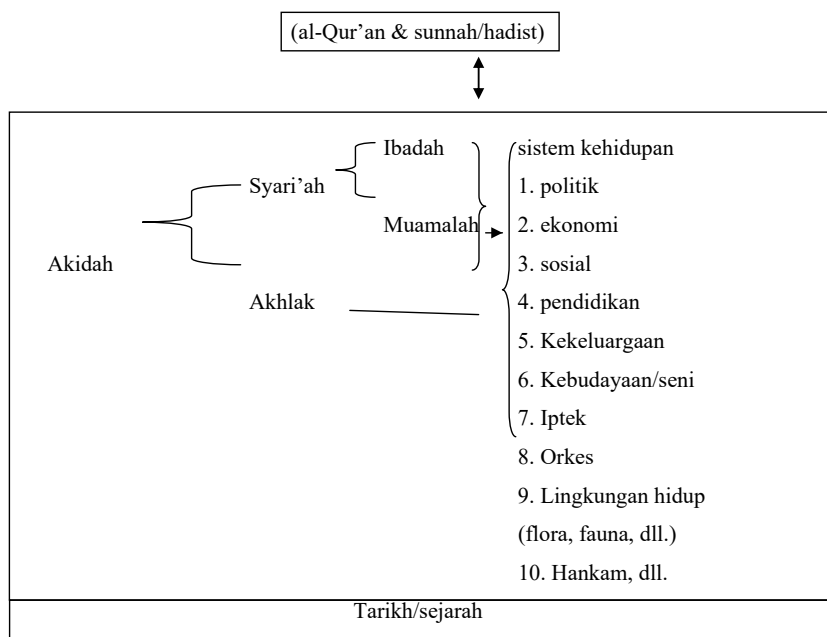 (al-Qur’an & sunnah/hadist)
Akidah
Syari’ah
Akhlak
Ibadah
Muamalah
sistem kehidupan
1. politik
2. ekonomi
3. sosial
4. pendidikan
5. Kekeluargaan
6. Kebudayaan/seni
7. Iptek
8. Orkes
9. Lingkungan hidup
(flora, fauna, dll.)
10. Hankam, dll.
Tarikh/sejarah